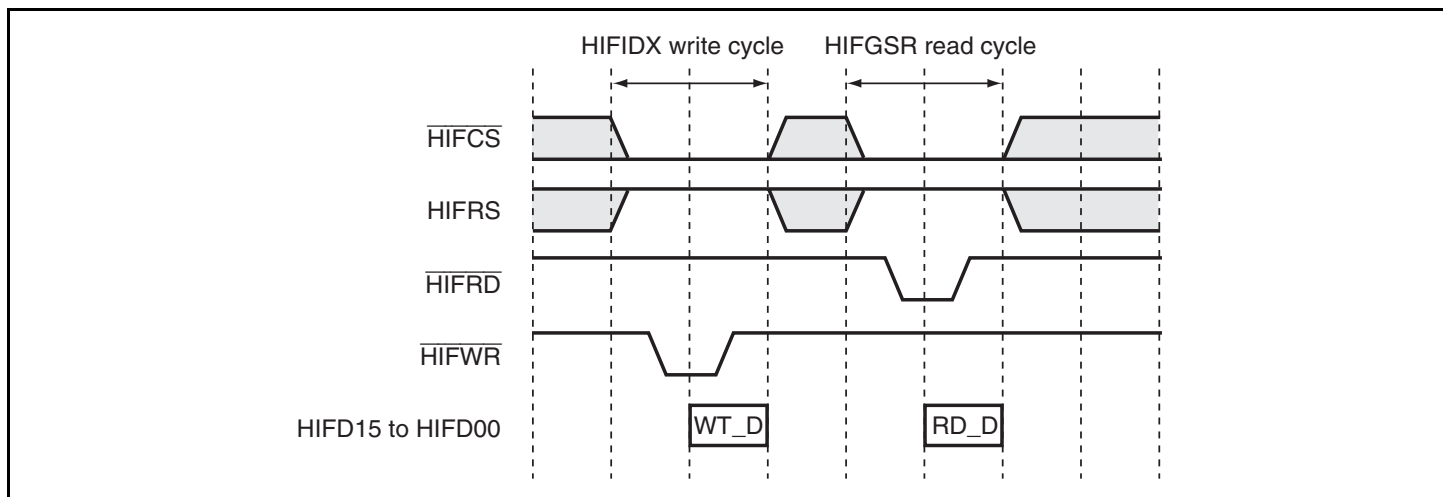 HIFIDX write cycle HIFGSR read cycle
HIFCS
HIFRS
HIFRD
HIFWR
HIFD15 to HIFD00 WT_D RD_D